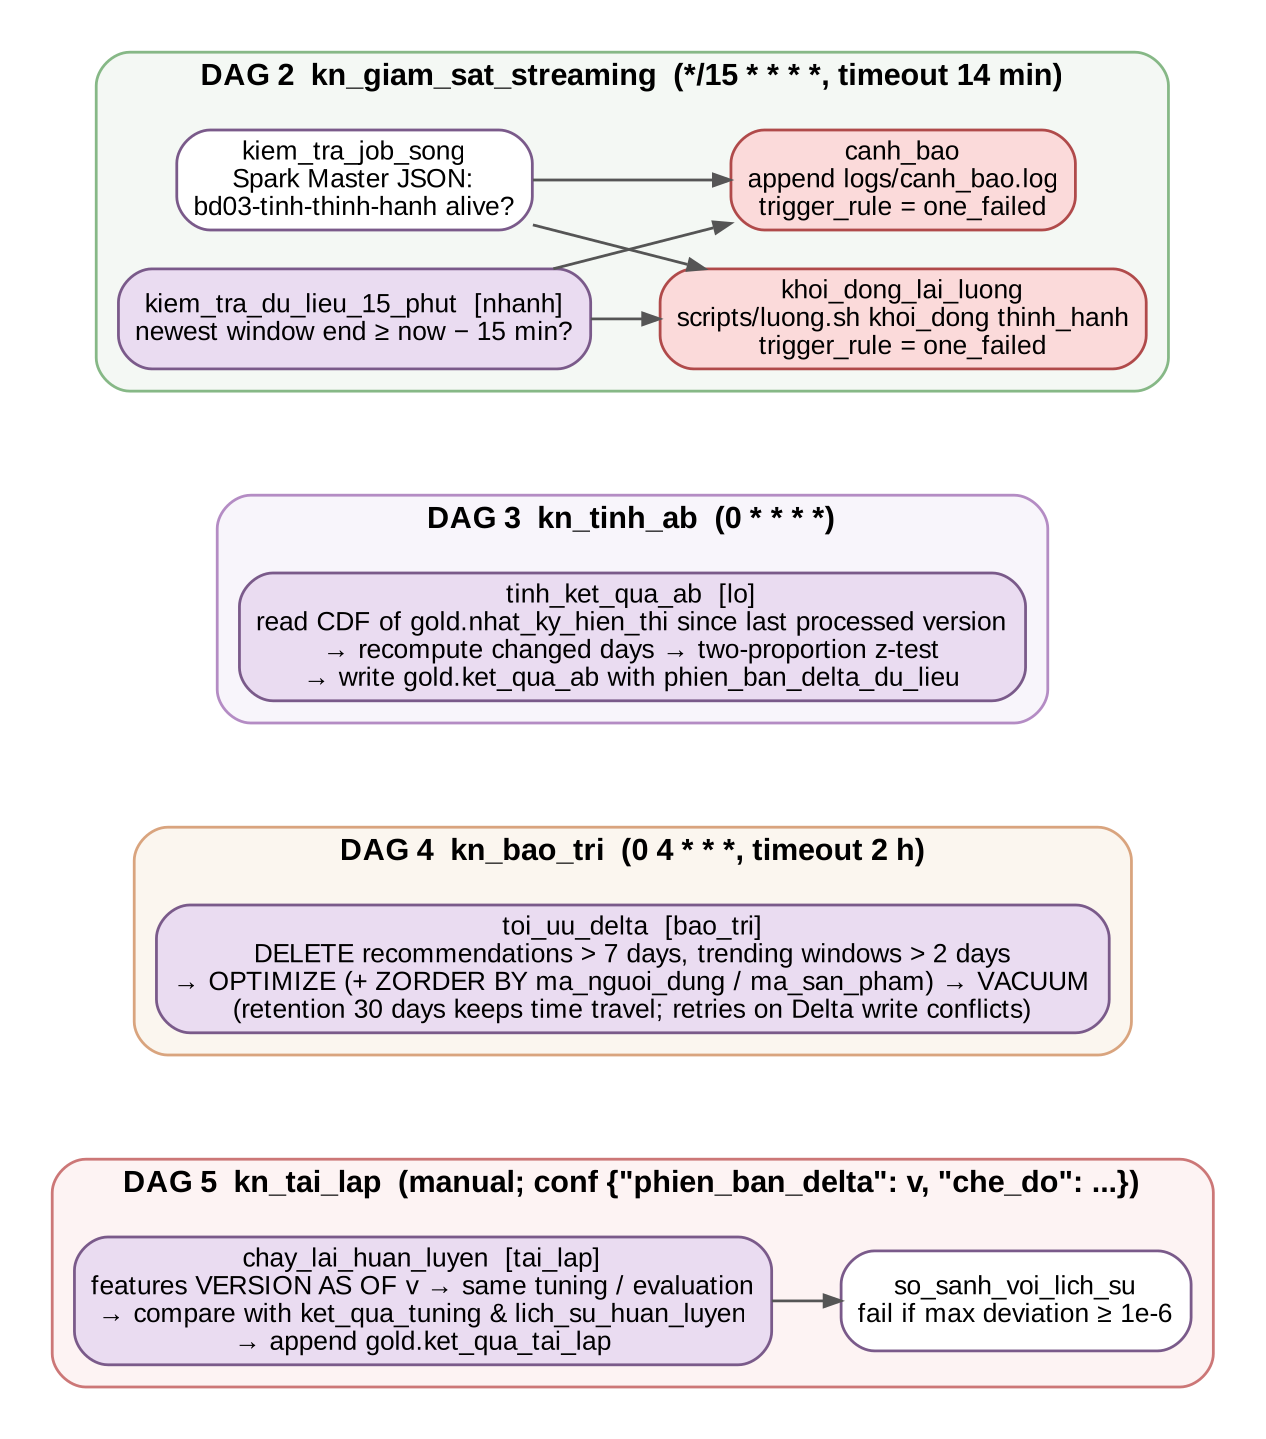 DAG 2  kn_giam_sat_streaming  (*/15 * * * *, timeout 14 min)
kiem_tra_job_song
Spark Master JSON:
bd03-tinh-thinh-hanh alive?
canh_bao
append logs/canh_bao.log
trigger_rule = one_failed
kiem_tra_du_lieu_15_phut  [nhanh]
newest window end ≥ now − 15 min?
khoi_dong_lai_luong
scripts/luong.sh khoi_dong thinh_hanh
trigger_rule = one_failed
DAG 3  kn_tinh_ab  (0 * * * *)
tinh_ket_qua_ab  [lo]
read CDF of gold.nhat_ky_hien_thi since last processed version
→ recompute changed days → two-proportion z-test
→ write gold.ket_qua_ab with phien_ban_delta_du_lieu
DAG 4  kn_bao_tri  (0 4 * * *, timeout 2 h)
toi_uu_delta  [bao_tri]
DELETE recommendations > 7 days, trending windows > 2 days
→ OPTIMIZE (+ ZORDER BY ma_nguoi_dung / ma_san_pham) → VACUUM
(retention 30 days keeps time travel; retries on Delta write conflicts)
DAG 5  kn_tai_lap  (manual; conf {"phien_ban_delta": v, "che_do": ...})
chay_lai_huan_luyen  [tai_lap]
features VERSION AS OF v → same tuning / evaluation
→ compare with ket_qua_tuning & lich_su_huan_luyen
→ append gold.ket_qua_tai_lap
so_sanh_voi_lich_su
fail if max deviation ≥ 1e-6